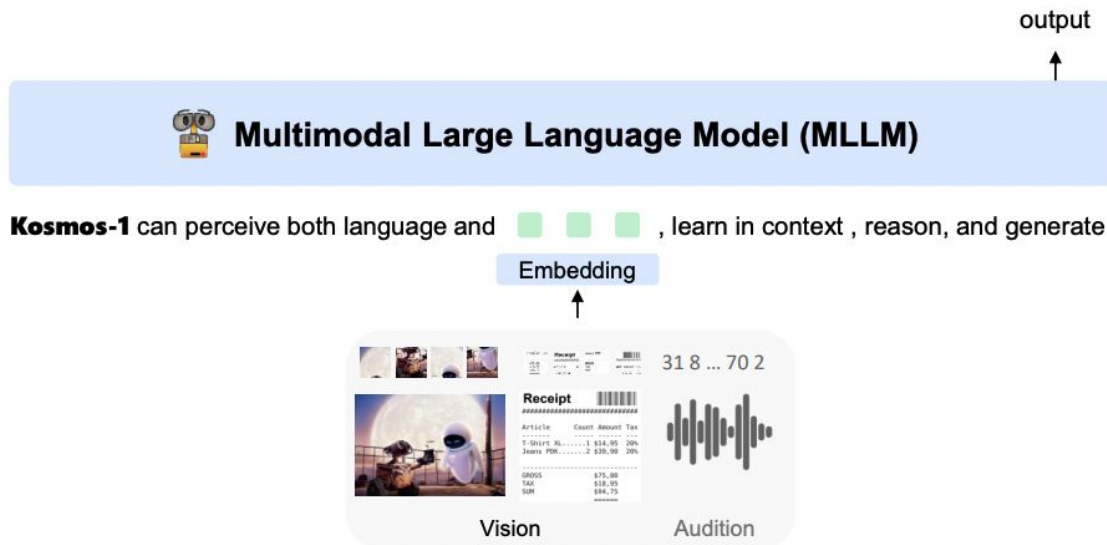 output
Multimodal Large Language Model (MLLM)
Kosmos-1 can perceive both language and , learn in context , reason, and generate
Embedding
31 8 ... 70 2
Receipt
############################
Article Count Amount Tax
T-Shirt XL......1 $14,95 20%
Jeans PDK.......2 $39,90 20%
GROSS $75,80
TAX $18,95
SUM $94,75
======
Vision Audition